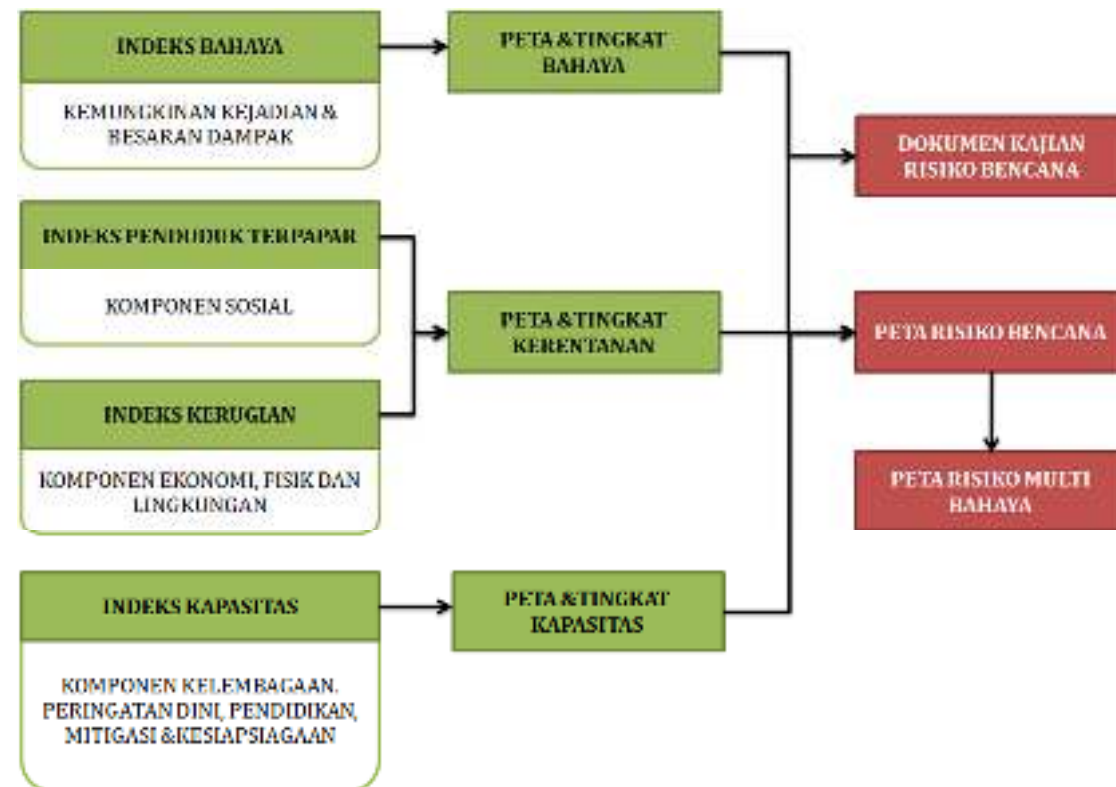 INDEKS BAHAYA
KEMUNGKINAN KEJADIAN &
BESARAN DAMPAK
INDEKS PENDUDUK TERPAPAR
KOMPONEN SOSIAL
INDEKS KERUGIAN
KOMPONEN EKONOMI, FISIK DAN
LINGKUNGAN
INDEKS KAPASITAS
KOMPONEN KELEMBAGAAN.
PERINGATAN DINI, PENDIDIKAN,
MITIGASI &KESIAPSIAGAAN
PETA &TINGKAT
BAHAYA
PETA &TINGKAT
KERENTANAN
PETA &TINGKAT
KAPASITAS
DOKUMEN KAJIAN
RISIKO BENCANA
PETA RISIKO BENCANA
PETA RISIKO MULTI
BAHAYA